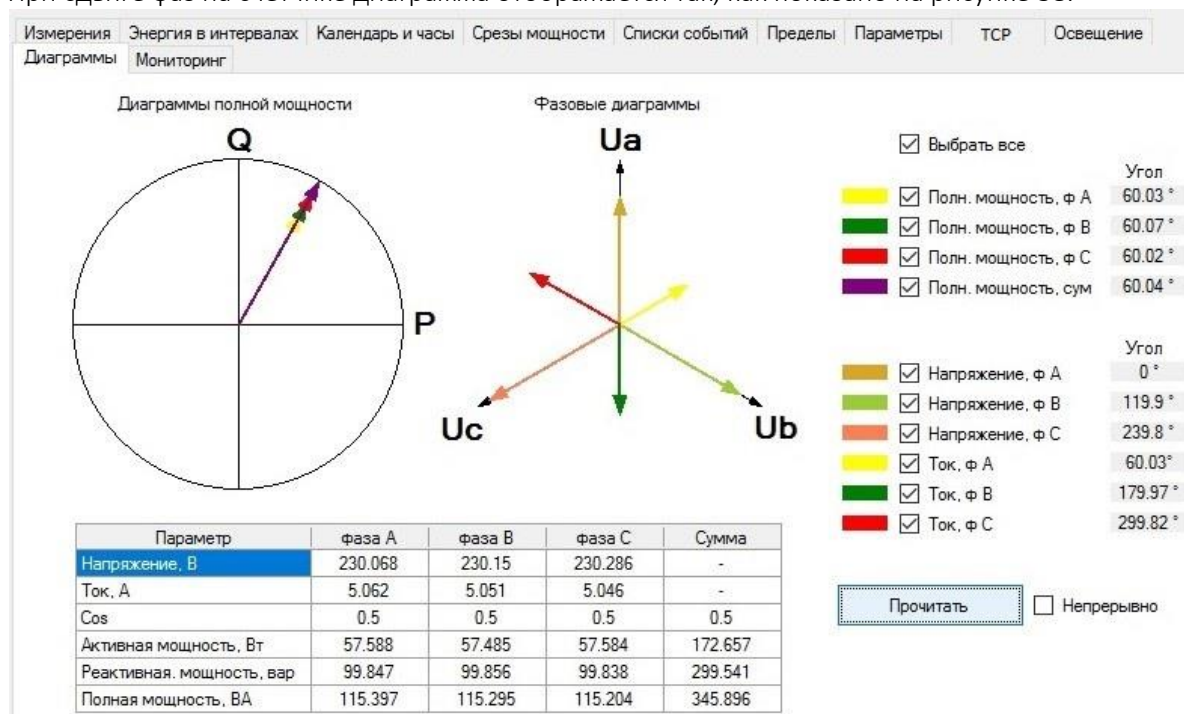 Измерения Энергия в интервалах Календарь и часы Срезы мощности Списки событий Пределы Параметры TCP Освещение
Диаграммы Мониторинг
Диаграммы полной мощности Фазовые диаграммы
Q Ua
Выбрать все
Угол
Полн. мощность, ф A 60.03 °
Полн. мощность, ф B 60.07 °
Полн. мощность, ф C 60.02 °
Полн. мощность, сум 60.04 °
P
Угол
Напряжение, ф A 0 °
Напряжение, ф B 119.9 °
Напряжение, ф C 239.8 °
Uc Ub
Ток, ф A 60.03°
Ток, ф B 179.97 °
Ток, ф C 299.82 °
Параметр фаза A фаза B фаза C Сумма
Напряжение, В 230.068 230.15 230.286 -
Ток, А 5.062 5.051 5.046 -
Cos 0.5 0.5 0.5 0.5
Активная мощность, Вт 57.588 57.485 57.584 172.657
Реактивная. мощность, вар 99.847 99.856 99.838 299.541
Полная мощность, ВА 115.397 115.295 115.204 345.896
Прочитать Непрерывно